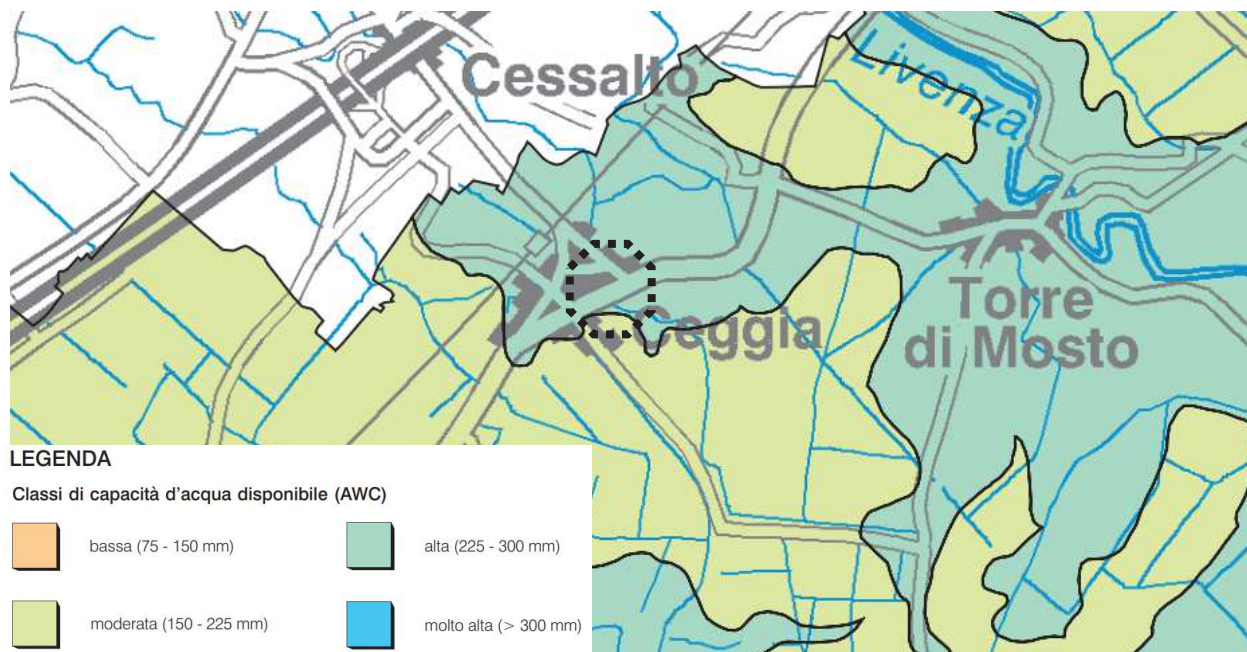 Cessalto
Livenza
Ceggia
Torre
di Mosto
LEGENDA
Classi di capacità d'acqua disponibile (AWC)
bassa (75 - 150 mm)
alta (225 - 300 mm)
moderata (150 - 225 mm)
molto alta (> 300 mm)